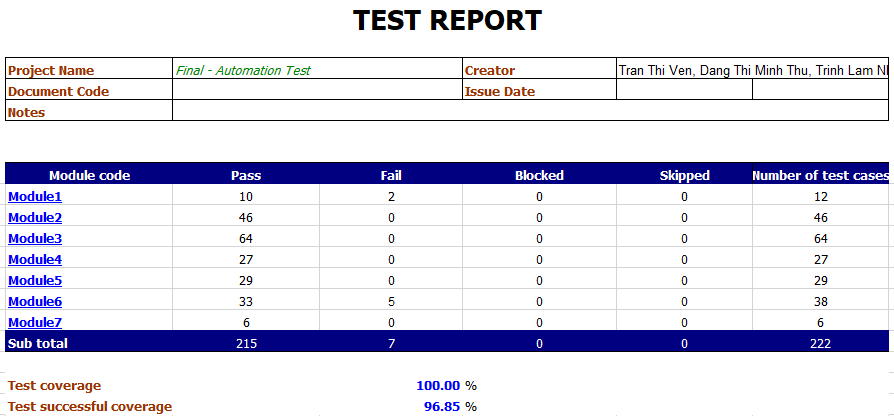 TEST REPORT
Project Name Final - Automation Test Creator Tran Thi Ven, Dang Thi Minh Thu, Trinh Lam
Document Code Issue Date
Notes
Module code Pass Fail Blocked Skipped Number of test cases
Module1 10 2 0 0 12
Module2 46 0 0 0 46
Module3 64 0 0 0 64
Module4 27 0 0 0 27
Module5 29 0 0 0 29
Module6 33 5 0 0 38
Module7 6 0 0 0 6
Sub total 215 7 0 0 222
Test coverage 100.00 %
Test successful coverage 96.85 %